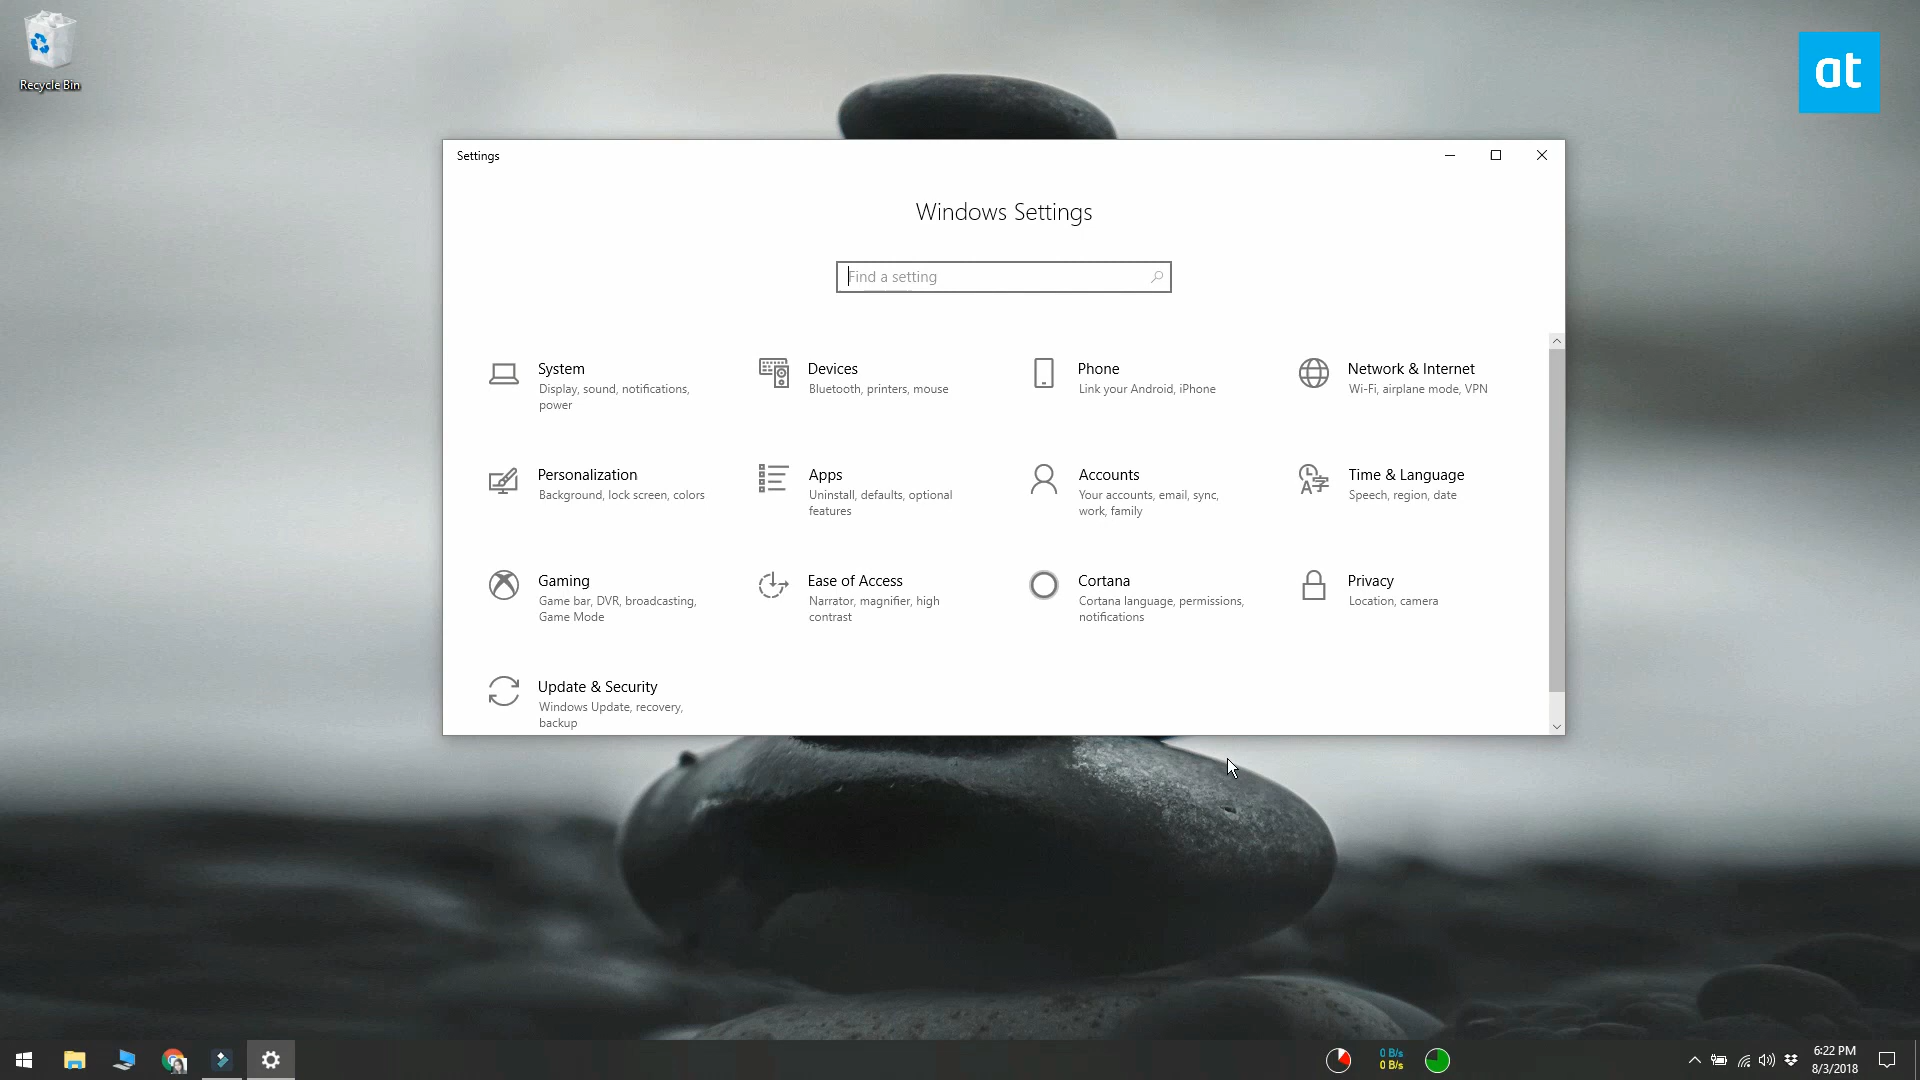 Recycle Bin
at
Settings
Windows Settings
Find a setting
System
Display, sound, notifications,
power
Devices
Bluetooth, printers, mouse
Phone
Link your Android, iPhone
Network & Internet
Wi-Fi, airplane mode, VPN
Personalization
Background, lock screen, colors
Apps
Uninstall, defaults, optional
features
Accounts
Your accounts, email, sync,
work, family
Time & Language
Speech, region, date
Gaming
Game bar, DVR, broadcasting,
Game Mode
Ease of Access
Narrator, magnifier, high
contrast
Cortana
Cortana language, permissions,
notifications
Privacy
Location, camera
Update & Security
Windows Update, recovery,
backup
0 B/s
0 B/s
6:22 PM
8/3/2018